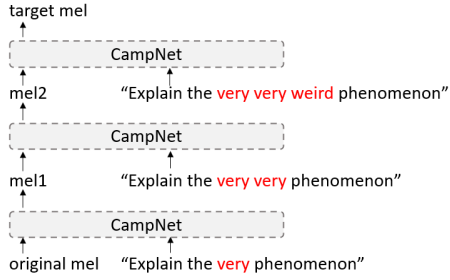 target mel
CampNet
mel2 “Explain the very very weird phenomenon”
CampNet
mel1 “Explain the very very phenomenon”
CampNet
original mel “Explain the very phenomenon”